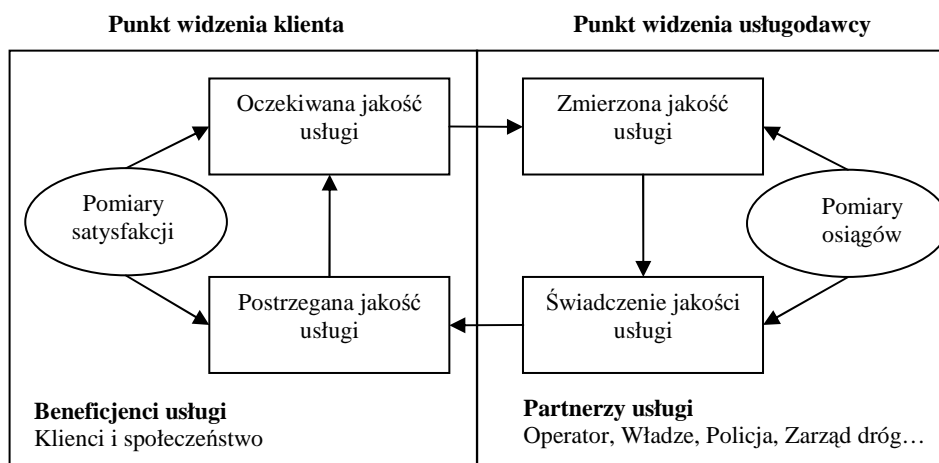 Punkt widzenia klienta
Punkt widzenia usługodawcy
Oczekiwana jakość
usługi
Zmierzona jakość
usługi
Pomiary
satysfakcji
Pomiary
osiągów
Postrzegana jakość
usługi
Świadczenie jakości
usługi
Beneficjenci usługi
Klienci i społeczeństwo
Partnerzy usługi
Operator, Władze, Policja, Zarząd dróg…